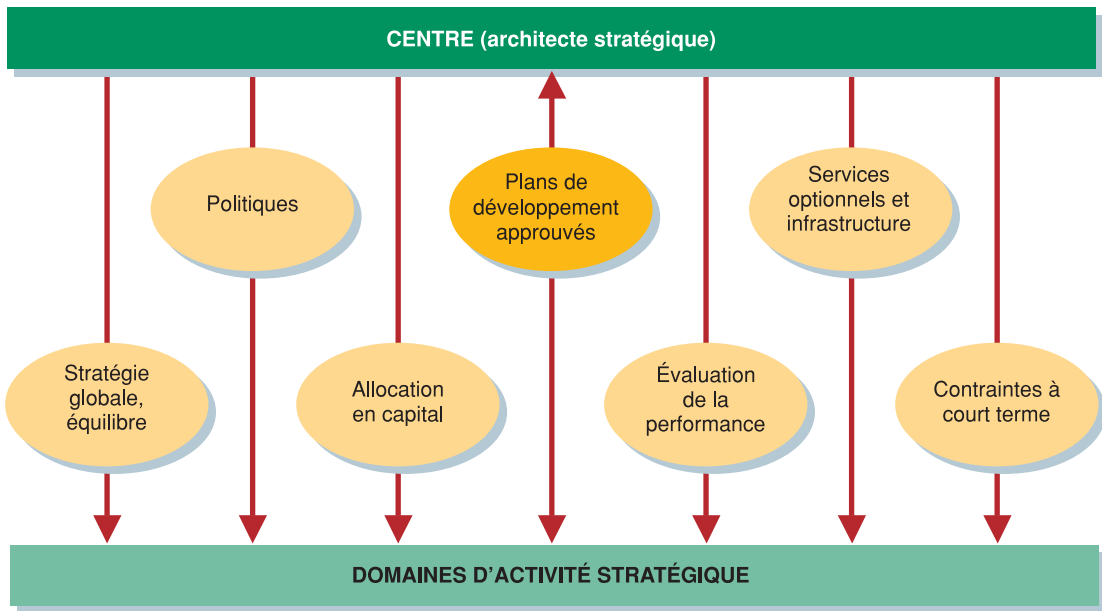 CENTRE (architecte stratégique)
Politiques
Plans de
développement
approuvés
Services
optionnels et
infrastructure
Stratégie
globale,
équilibre
Allocation
en capital
Évaluation
de la
performance
Contraintes à
court terme
DOMAINES D’ACTIVITÉ STRATÉGIQUE